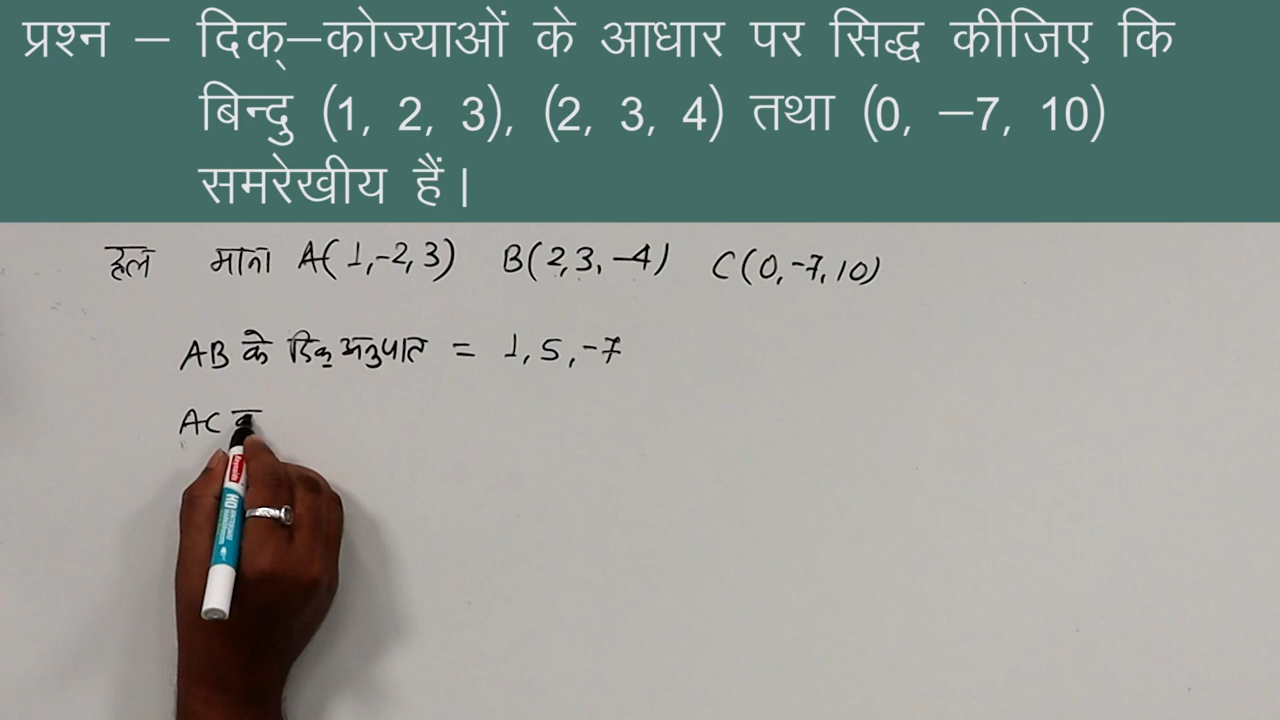 प्रश्न – दिक्–कोज्याओं के आधार पर सिद्ध कीजिए कि
बिन्दु (1, 2, 3), (2, 3, 4) तथा (0, –7, 10)
समरेखीय हैं।
हल माना A(1,-2,3) B(2,3,-4) C(0,-7,10)
AB के दिक् अनुपात = 1, 5, -7
AC